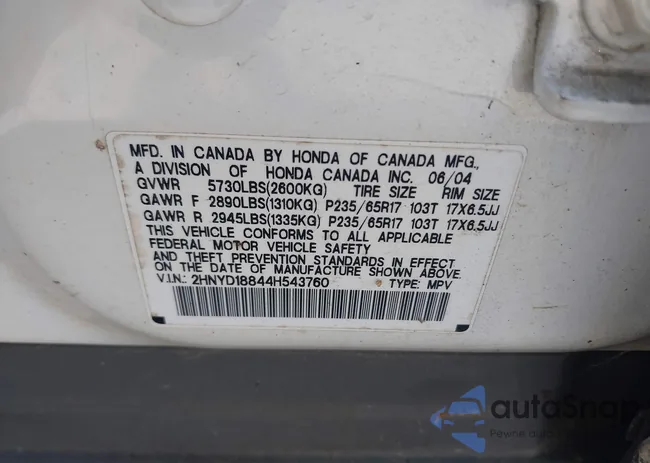 MFD. IN CANADA BY HONDA OF CANADA MFG.,
A DIVISION OF HONDA CANADA INC. 06/04
GVWR 5730LBS(2600KG) TIRE SIZE RIM SIZE
GAWR F 2890LBS(1310KG) P235/65R17 103T 17X6.5JJ
GAWR R 2945LBS(1335KG) P235/65R17 103T 17X6.5JJ
THIS VEHICLE CONFORMS TO ALL APPLICABLE
FEDERAL MOTOR VEHICLE SAFETY
AND THEFT PREVENTION STANDARDS IN EFFECT
ON THE DATE OF MANUFACTURE SHOWN ABOVE.
V.I.N.: 2HNYD18844H543760 TYPE: MPV
autoSnap
Pewne auto